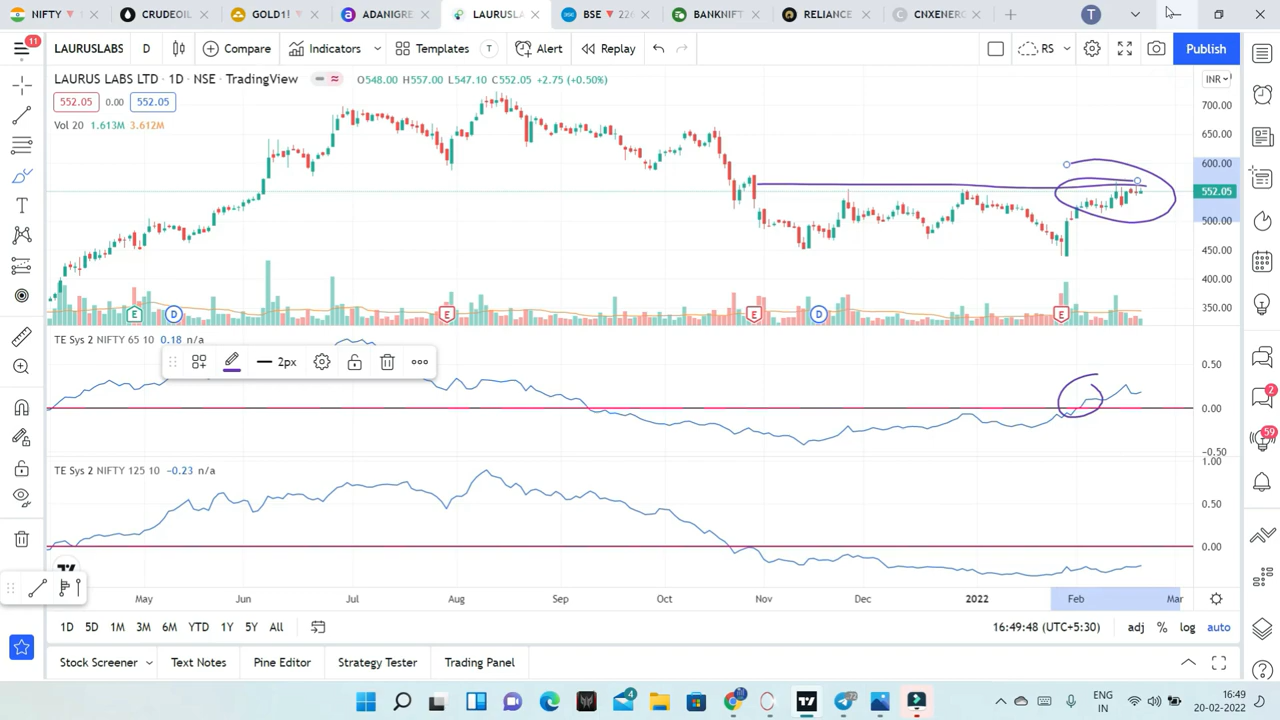 NIFTY
CRUDEOIL
GOLD1!
ADANIGRE
LAURUSLA
BSE ▼ 226
BANKNIFT
RELIANCE
CNXENERG
T
11
LAURUSLABS
D
Compare
Indicators
Templates
T
Alert
Replay
RS
Publish
LAURUS LABS LTD · 1D · NSE · TradingView
O548.00 H557.00 L547.10 C552.05 +2.75 (+0.50%)
INR
552.05 0.00 552.05
Vol 20 1.613M 3.612M
700.00
650.00
600.00
552.05
500.00
450.00
400.00
350.00
E
D
E
E
D
E
TE Sys 2 NIFTY 65 10 0.18 n/a
2px
0.50
0.00
−0.50
TE Sys 2 NIFTY 125 10 −0.23 n/a
1.00
0.50
0.00
2
59
May Jun Jul Aug Sep Oct Nov Dec 2022 Feb Mar
1D 5D 1M 3M 6M YTD 1Y 5Y All
16:49:48 (UTC+5:30) adj % log auto
Stock Screener Text Notes Pine Editor Strategy Tester Trading Panel
4
ENG
IN
16:49
20-02-2022